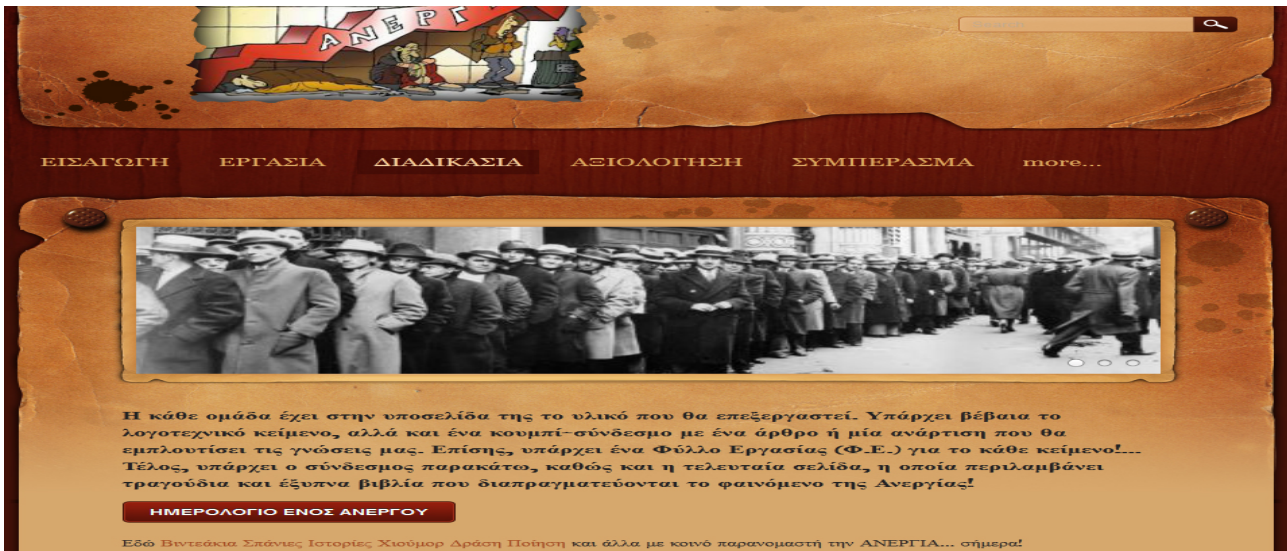 ΑΝΕΡΓ
ΕΙΣΑΓΩΓΗ ΕΡΓΑΣΙΑ ΔΙΑΔΙΚΑΣΙΑ ΑΞΙΟΛΟΓΗΣΗ ΣΥΜΠΕΡΑΣΜΑ more...
Η κάθε ομάδα έχει στην υποσελίδα της το υλικό που θα επεξεργαστεί. Υπάρχει βέβαια το
λογοτεχνικό κείμενο, αλλά και ένα κουμπί-σύνδεσμο με ένα άρθρο ή μία ανάρτιση που θα
εμπλουτίσει τις γνώσεις μας. Επίσης, υπάρχει ένα Φύλλο Εργασίας (Φ.Ε.) για το κάθε κείμενο!...
Τέλος, υπάρχει ο σύνδεσμος παρακάτω, καθώς και η τελευταία σελίδα, η οποία περιλαμβάνει
τραγούδια και έξυπνα βιβλία που διαπραγματεύονται το φαινόμενο της Ανεργίας!
ΗΜΕΡΟΛΟΓΙΟ ΕΝΟΣ ΑΝΕΡΓΟΥ
Εδώ Βιντεάκια Σπάνιες Ιστορίες Χιούμορ Δράση Ποίηση και άλλα με κοινό παρανομαστή την ΑΝΕΡΓΙΑ... σήμερα!